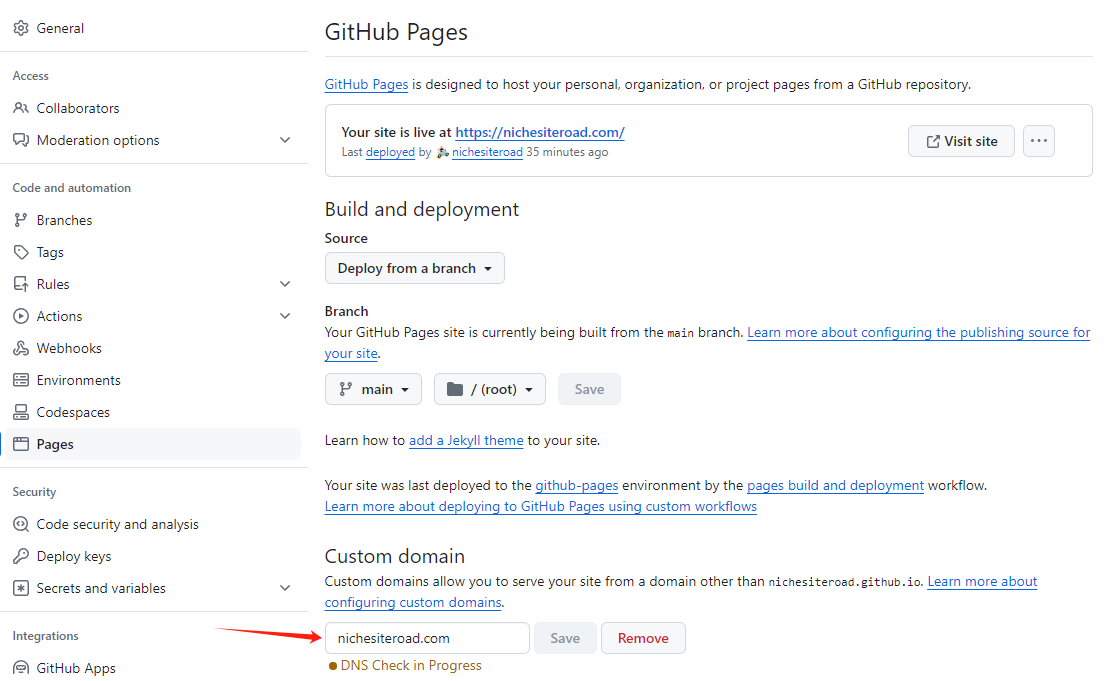 General
Access
Collaborators
Moderation options
Code and automation
Branches
Tags
Rules
Actions
Webhooks
Environments
Codespaces
Pages
Security
Code security and analysis
Deploy keys
Secrets and variables
Integrations
GitHub Apps
GitHub Pages
GitHub Pages is designed to host your personal, organization, or project pages from a GitHub repository.
Your site is live at https://nichesiteroad.com/
Last deployed by nichesiteroad 35 minutes ago
Visit site
Build and deployment
Source
Deploy from a branch
Branch
Your GitHub Pages site is currently being built from the main branch. Learn more about configuring the publishing source for
your site.
main / (root) Save
Learn how to add a Jekyll theme to your site.
Your site was last deployed to the github-pages environment by the pages build and deployment workflow.
Learn more about deploying to GitHub Pages using custom workflows
Custom domain
Custom domains allow you to serve your site from a domain other than nichesiteroad.github.io. Learn more about
configuring custom domains.
nichesiteroad.com Save Remove
DNS Check in Progress